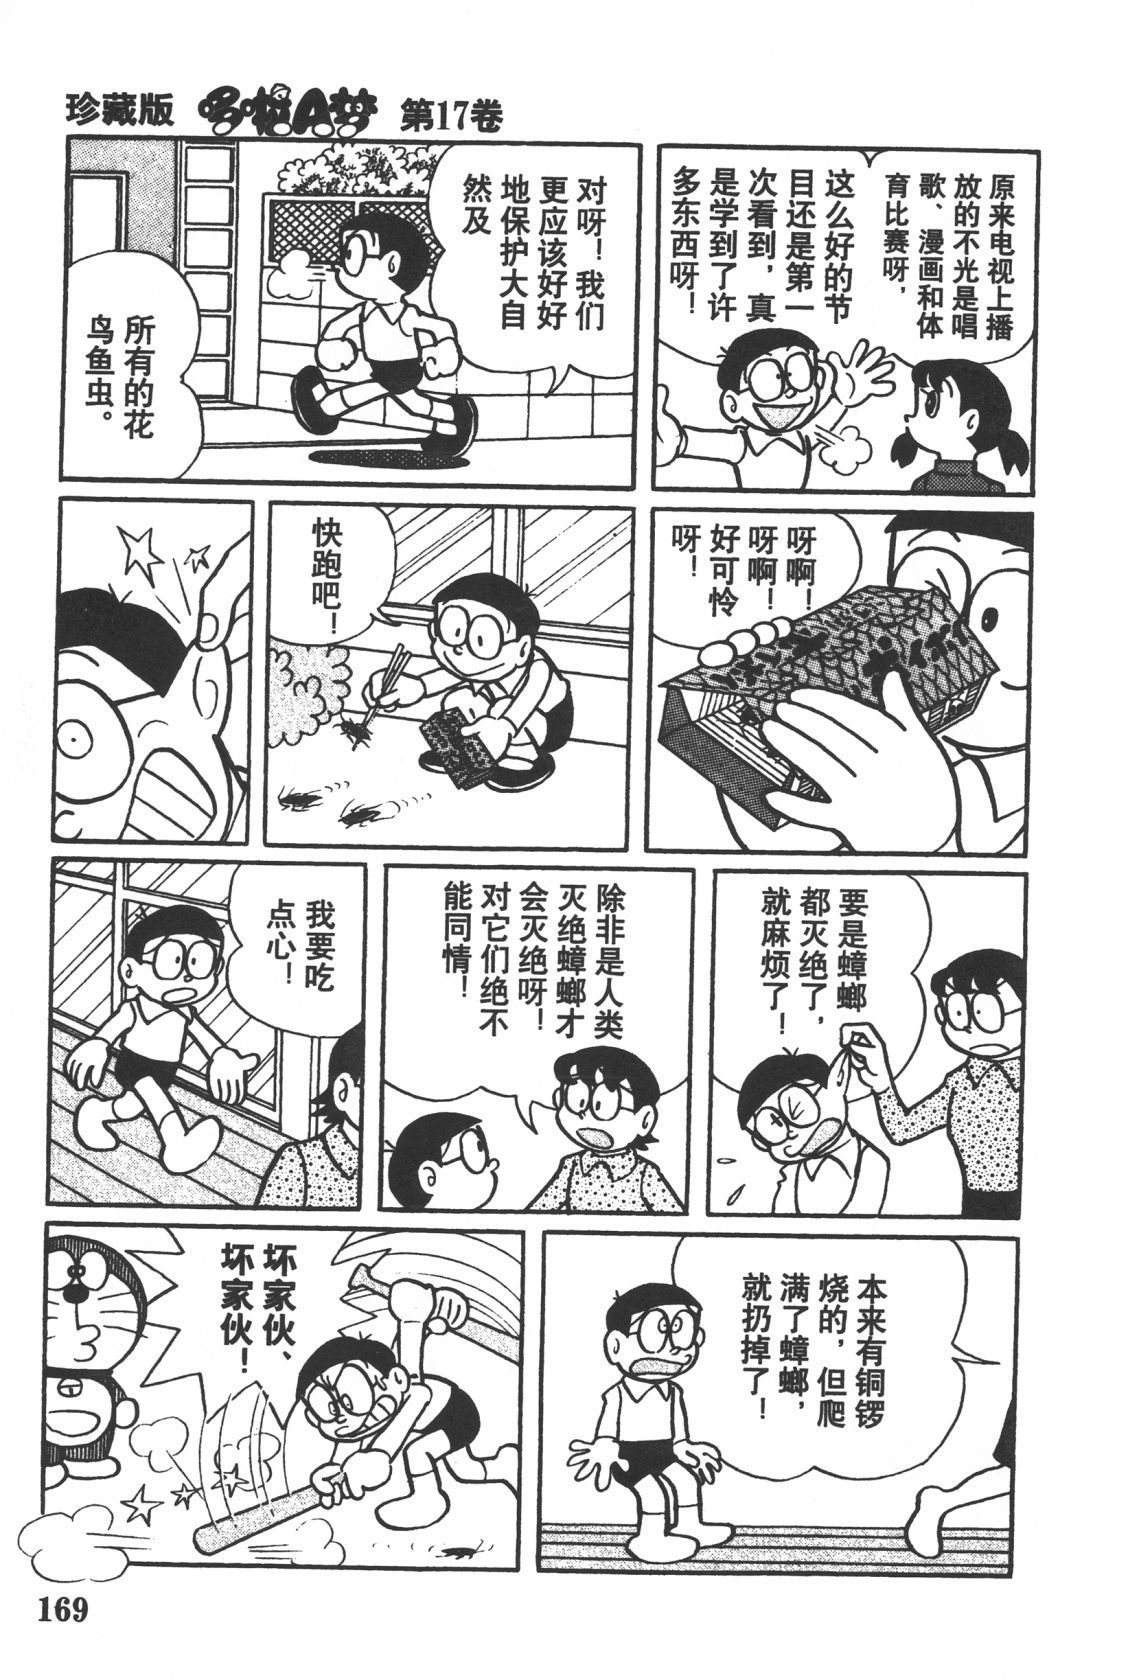 珍藏版 哆啦A梦 第17卷
原来电视上播
放的不光是唱
歌、漫画和体
育比赛呀，
这么好的节
目还是第一
次看到，真
是学到了许
多东西呀！
对呀！我们
更应该好好
地保护大自
然及
所有的花
鸟鱼虫。
呀啊！
呀啊！
好可怜
呀！
快跑吧！
要是蟑螂
都灭绝了，
就麻烦了！
除非是人类
灭绝蟑螂才
会灭绝呀！
对它们绝不
能同情！
我要吃
点心！
本来有铜锣
烧的，但爬
满了蟑螂，
就扔掉了！
坏家伙、
坏家伙！
169